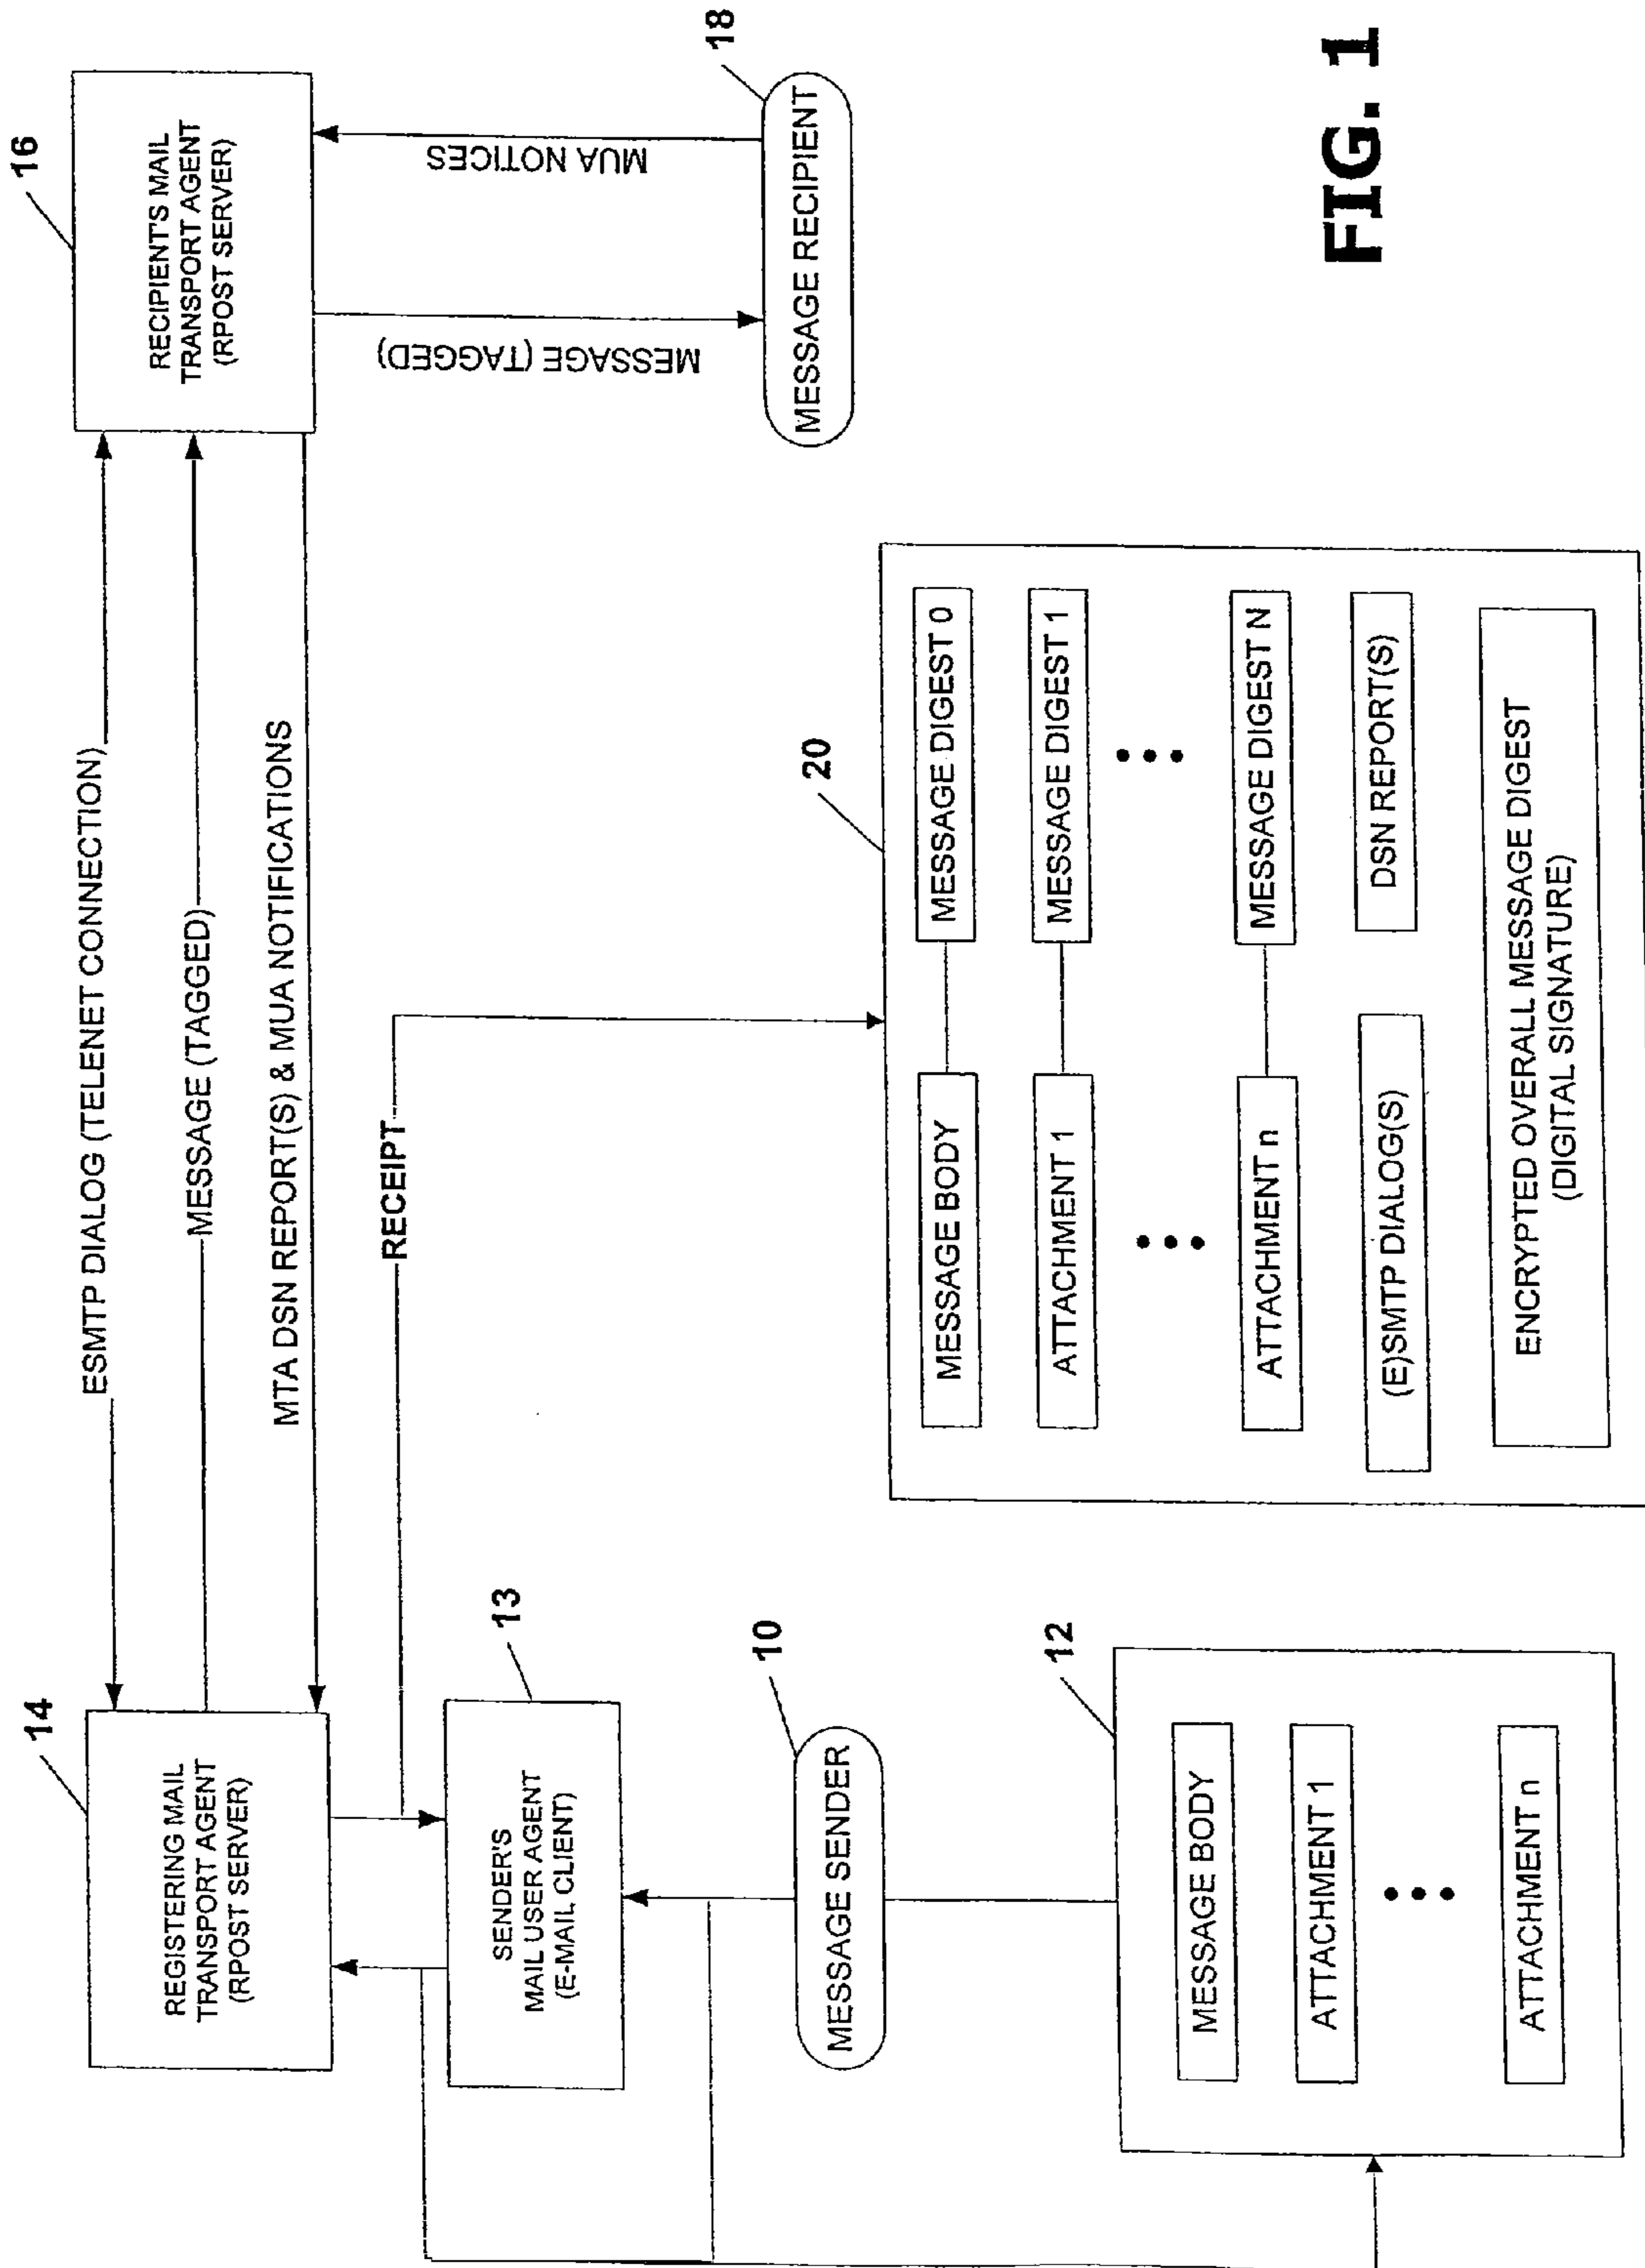 14
REGISTERING MAIL
TRANSPORT AGENT
(RPOST SERVER)
ESMTP DIALOG (TELENET CONNECTION)
MESSAGE (TAGGED)
MTA DSN REPORT(S) & MUA NOTIFICATIONS
16
RECIPIENT'S MAIL
TRANSPORT AGENT
(RPOST SERVER)
RECEIPT
MESSAGE (TAGGED)
MUA NOTICES
13
SENDER'S
MAIL USER AGENT
(E-MAIL CLIENT)
18
MESSAGE RECIPIENT
10
MESSAGE SENDER
12
MESSAGE BODY
ATTACHMENT 1
ATTACHMENT n
20
MESSAGE BODY
MESSAGE DIGEST 0
ATTACHMENT 1
MESSAGE DIGEST 1
ATTACHMENT n
MESSAGE DIGEST N
(E)SMTP DIALOG(S)
DSN REPORT(S)
ENCRYPTED OVERALL MESSAGE DIGEST
(DIGITAL SIGNATURE)
FIG. 1